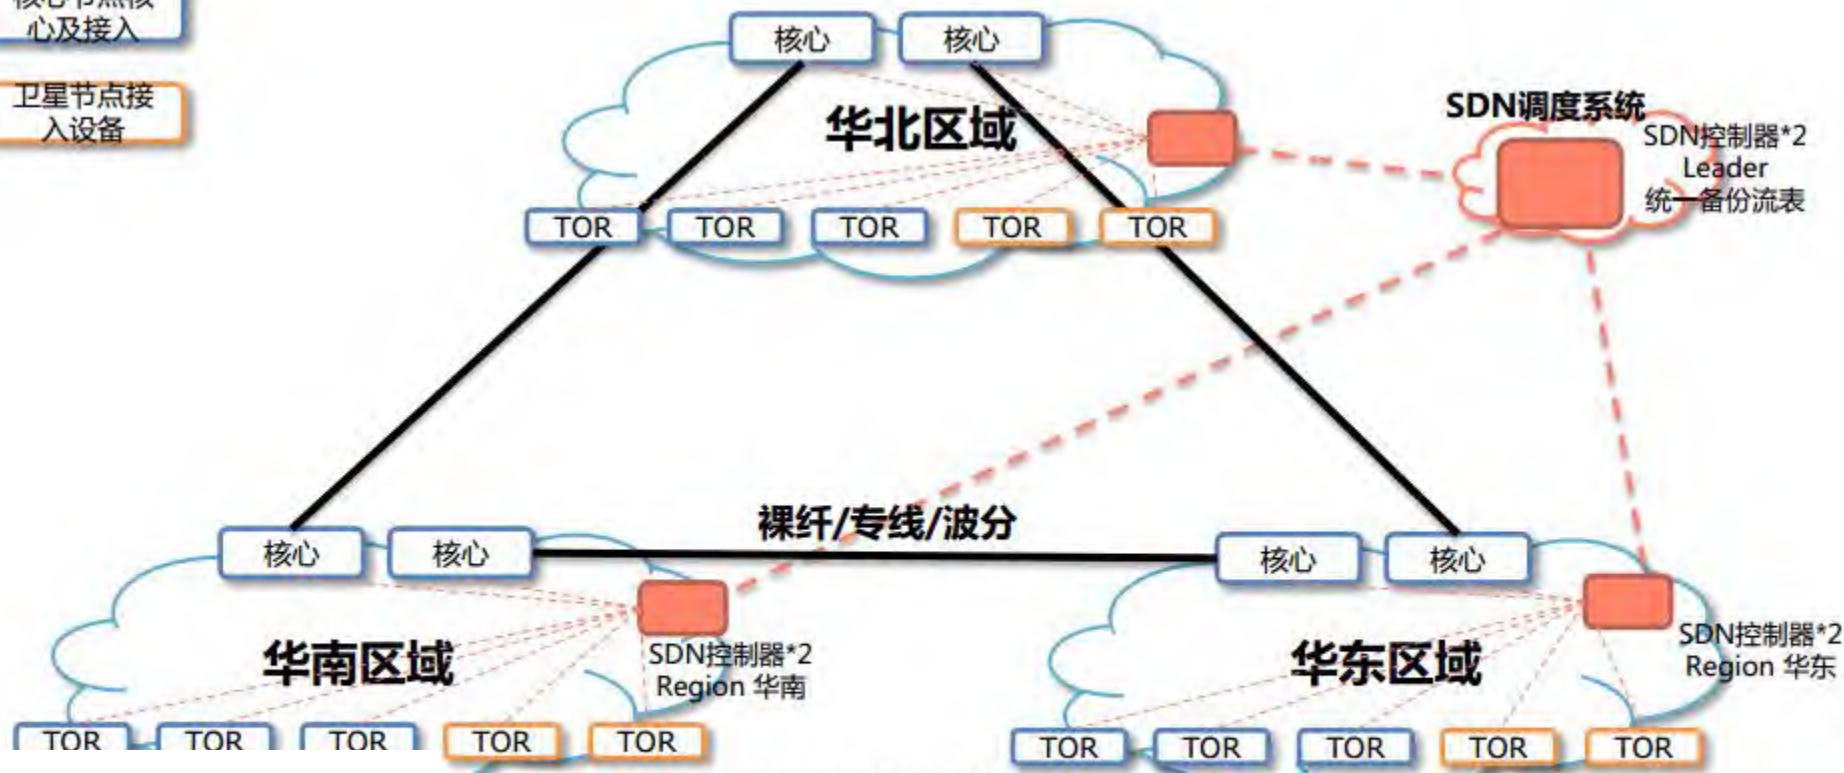 核心节点核
心及接入
卫星节点接
入设备
核心
核心
华北区域
TOR
TOR
TOR
TOR
TOR
SDN调度系统
SDN控制器*2
Leader
统一备份流表
裸纤/专线/波分
核心
核心
华南区域
SDN控制器*2
Region 华南
TOR
TOR
TOR
TOR
TOR
核心
核心
华东区域
SDN控制器*2
Region 华东
TOR
TOR
TOR
TOR
TOR